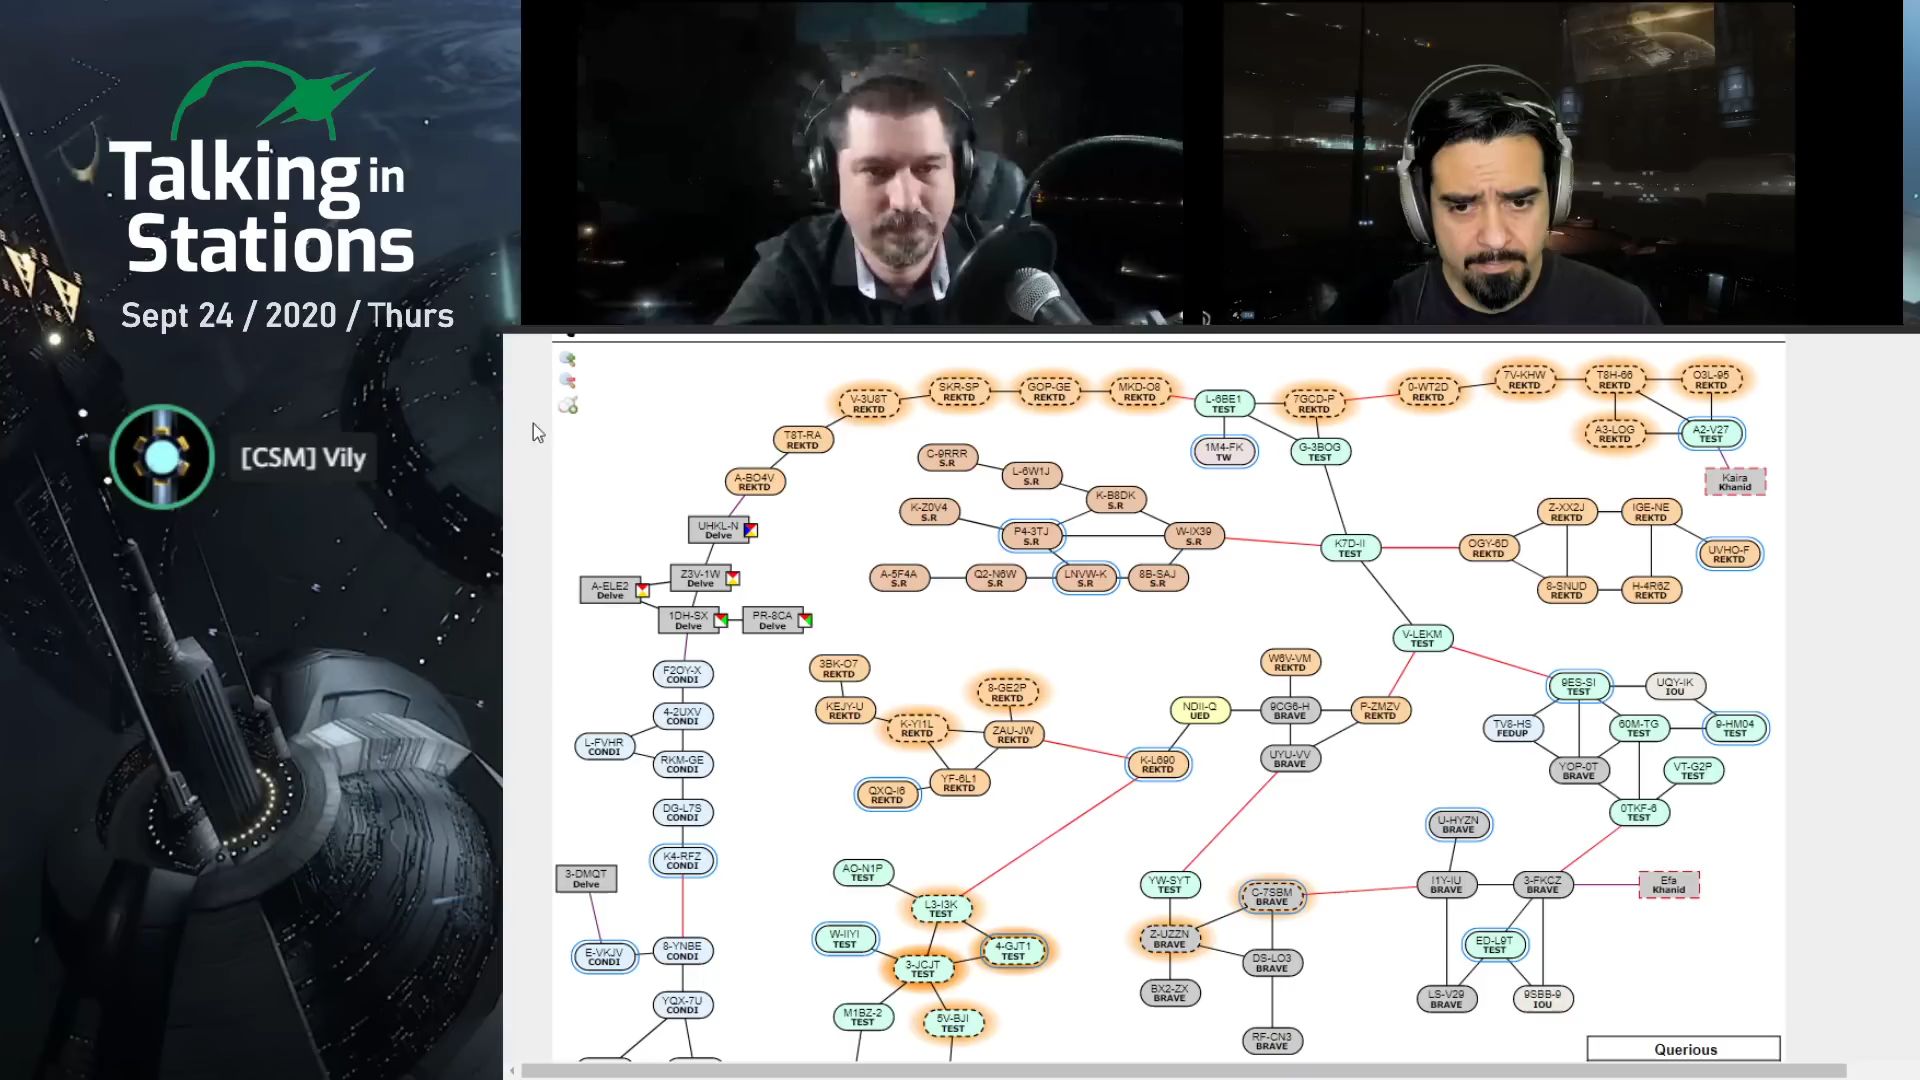 Talking in
Stations
Sept 24 / 2020 / Thurs
[CSM] Vily
V-3U8T
REKTD
SKR-SP
REKTD
GOP-GE
REKTD
MKD-O8
REKTD
L-6BE1
TEST
7GCD-P
REKTD
0-WT2D
REKTD
7V-KHW
REKTD
T8H-66
REKTD
O3L-95
REKTD
T8T-RA
REKTD
1M4-FK
TW
G-3BOG
TEST
A3-LOG
REKTD
A2-V27
TEST
C-9RRR
S.R
L-6W1J
S.R
A-BO4V
REKTD
Kaira
Khanid
K-Z0V4
S.R
K-B8DK
S.R
Z-XX2J
REKTD
IGE-NE
REKTD
UHKL-N
Delve
P4-3TJ
S.R
W-IX39
S.R
K7D-II
TEST
OGY-6D
REKTD
UVHO-F
REKTD
A-ELE2
Delve
Z3V-1W
Delve
A-5F4A
S.R
Q2-N6W
S.R
LNVW-K
S.R
8B-SAJ
S.R
8-SNUD
REKTD
H-4R6Z
REKTD
1DH-SX
Delve
PR-8CA
Delve
V-LEKM
TEST
F2OY-X
CONDI
3BK-O7
REKTD
8-GE2P
REKTD
W6V-VM
REKTD
9ES-SI
TEST
UQY-IK
IOU
4-2UXV
CONDI
KEJY-U
REKTD
K-YI1L
REKTD
ZAU-JW
REKTD
NDII-Q
UED
9CG6-H
BRAVE
P-ZMZV
REKTD
TV8-HS
FEDUP
60M-TG
TEST
9-HM04
TEST
L-FVHR
CONDI
RKM-GE
CONDI
K-L690
REKTD
UYU-VV
BRAVE
YOP-0T
BRAVE
VT-G2P
TEST
QXQ-I6
REKTD
YF-6L1
REKTD
DG-L7S
CONDI
U-HYZN
BRAVE
0TKF-6
TEST
K4-RFZ
CONDI
3-DMQT
Delve
AO-N1P
TEST
YW-SYT
TEST
C-7SBM
BRAVE
I1Y-IU
BRAVE
3-FKCZ
BRAVE
Efa
Khanid
L3-I3K
TEST
E-VKJV
CONDI
8-YNBE
CONDI
W-IIYI
TEST
3-JCJT
TEST
4-GJT1
TEST
Z-UZZN
BRAVE
DS-LO3
BRAVE
ED-L9T
TEST
YQX-7U
CONDI
M1BZ-2
TEST
5V-BJI
TEST
BX2-ZX
BRAVE
LS-V29
BRAVE
9SBB-9
IOU
RF-CN3
BRAVE
Querious